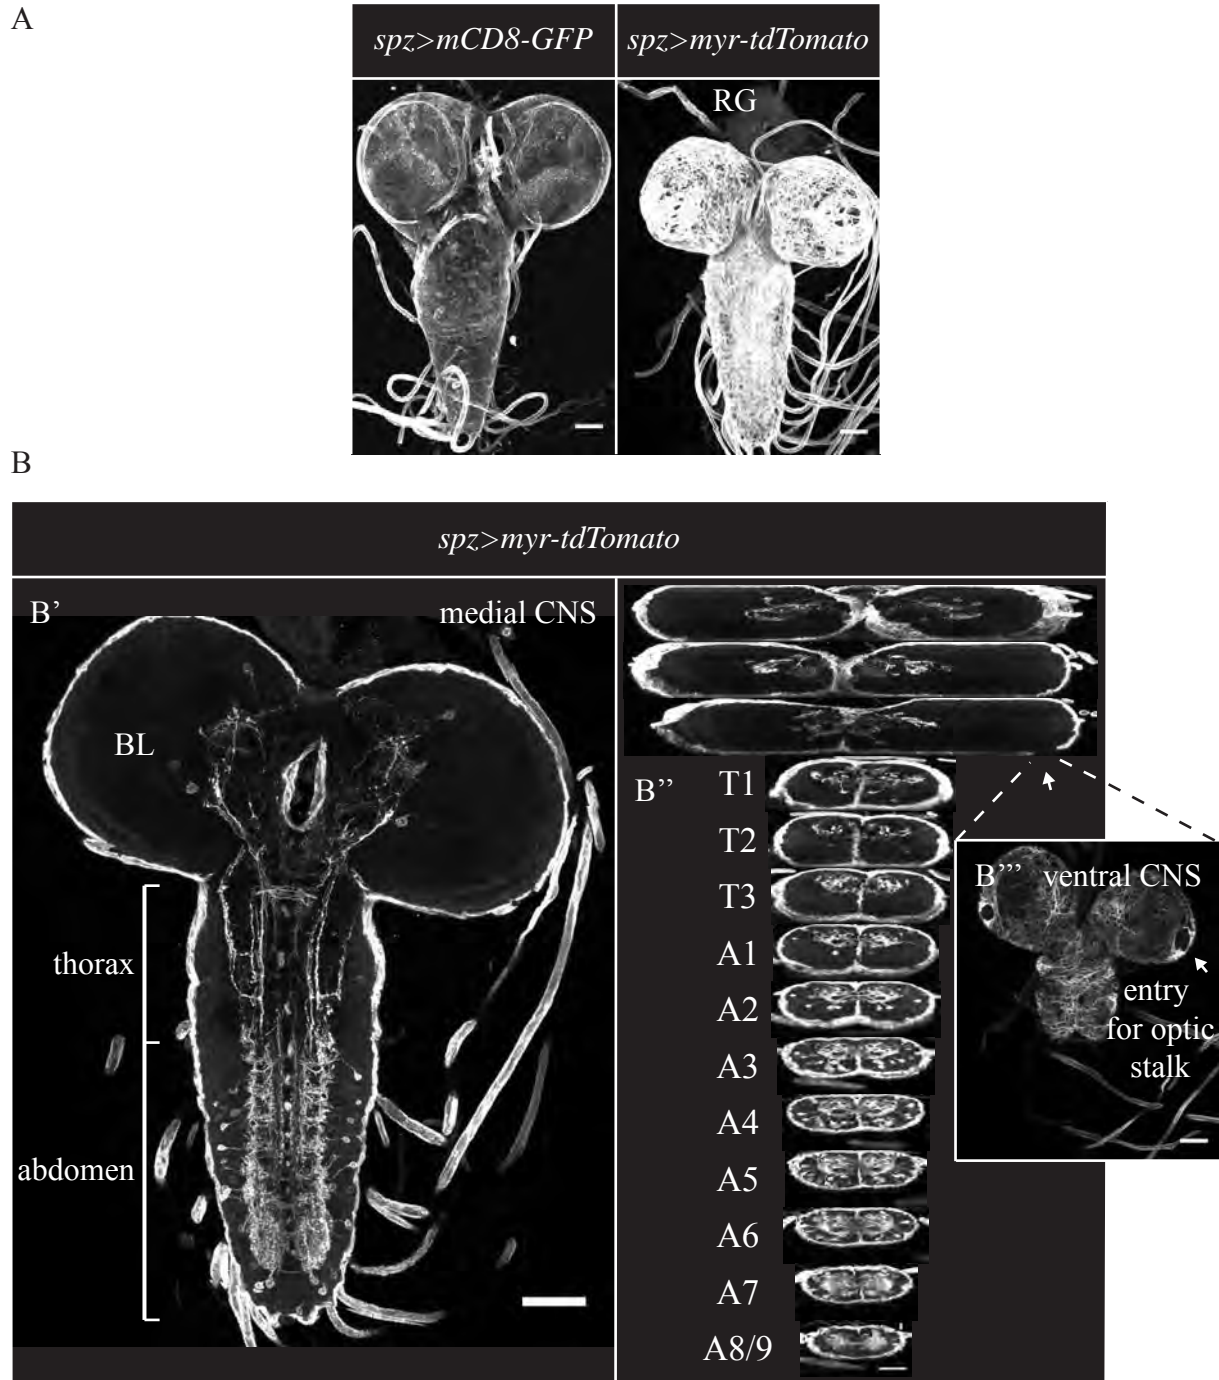 A
spz>mCD8-GFP
spz>myr-tdTomato
RG
B
spz>myr-tdTomato
B’
medial CNS
BL
thorax
abdomen
B’’
T1
T2
T3
A1
A2
A3
A4
A5
A6
A7
A8/9
B’’’
ventral CNS
entry
for optic
stalk